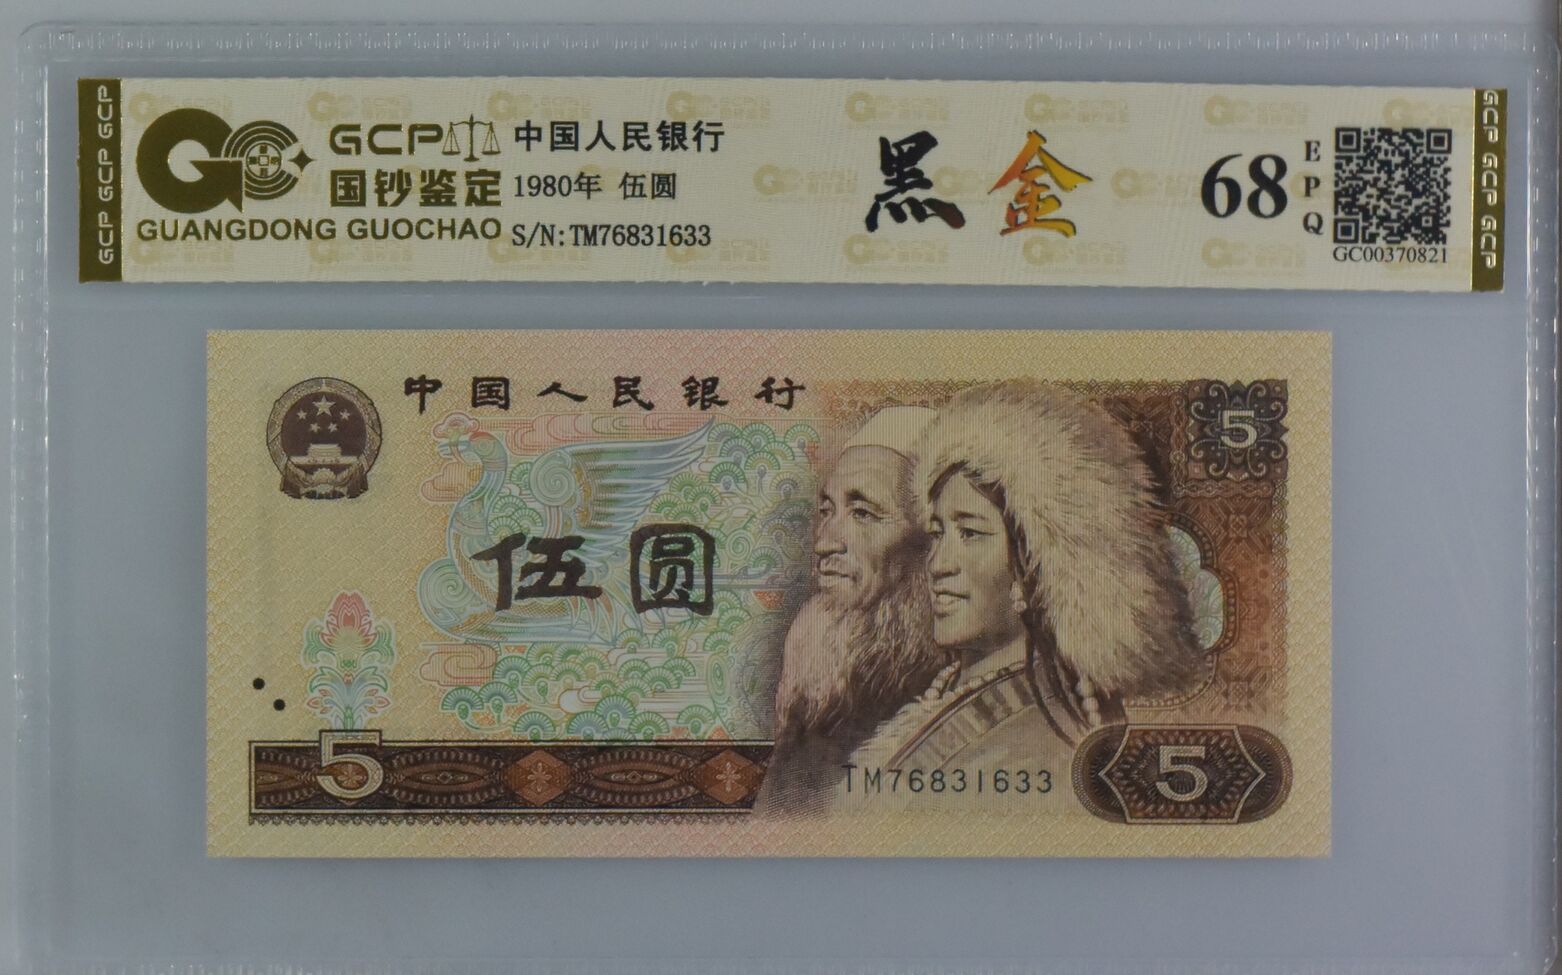 GCP GCP GCP
GCP
国钞鉴定
GUANGDONG GUOCHAO
中国人民银行
1980年 伍圆
S/N:TM76831633
黑金
68
EPQ
GC00370821
GCP GCP GCP
中国人民银行
5
伍圆
5
TM76831633
5